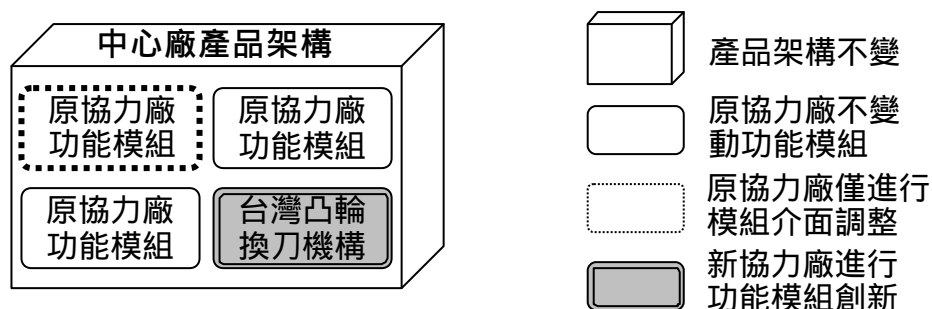 中心廠產品架構
原協力廠
功能模組
原協力廠
功能模組
原協力廠
功能模組
台灣凸輪
換刀機構
產品架構不變
原協力廠不變
動功能模組
原協力廠僅進行
模組介面調整
新協力廠進行
功能模組創新